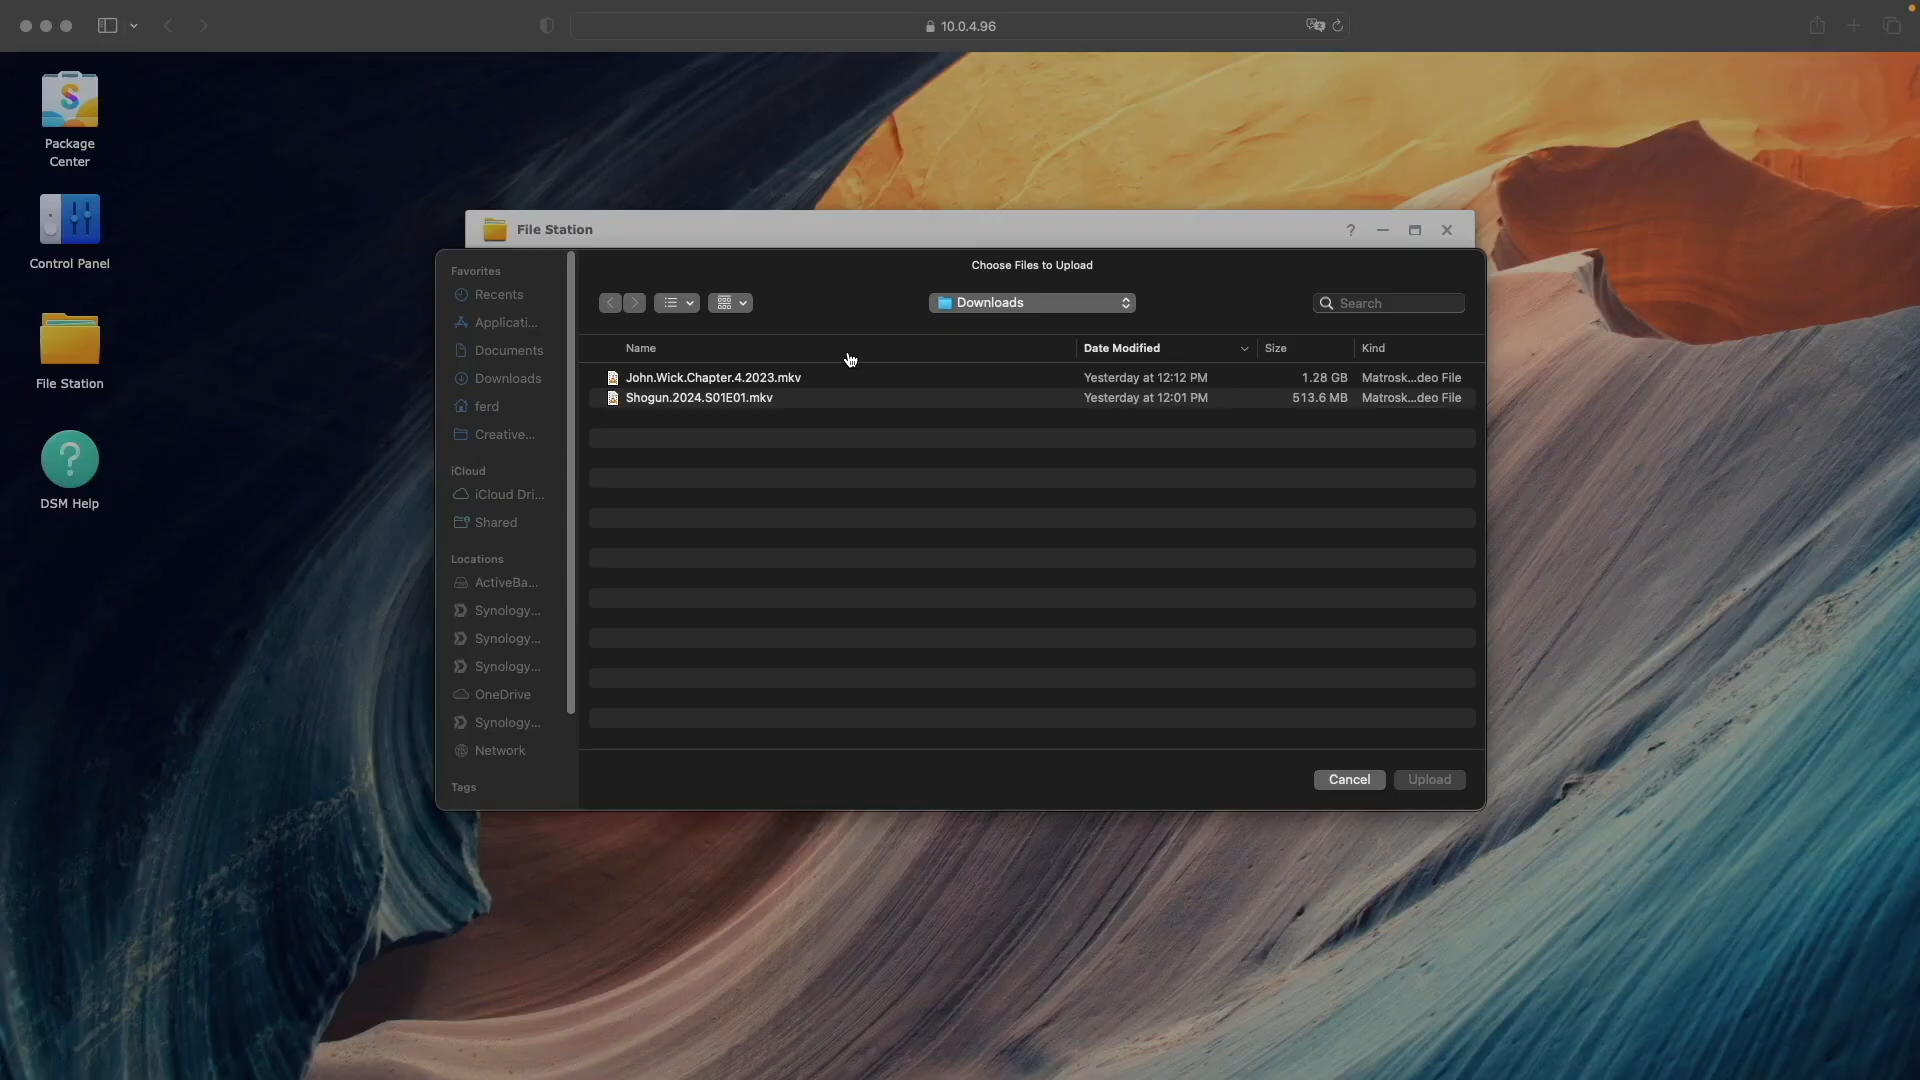 10.0.4.96
Package
Center
Control Panel
File Station
DSM Help
File Station
Choose Files to Upload
Favorites
Recents
Applicati...
Documents
Downloads
ferd
Creative...
iCloud
iCloud Dri...
Shared
Locations
ActiveBa...
Synology...
Synology...
Synology...
OneDrive
Synology...
Network
Tags
Downloads
Search
Name Date Modified Size Kind
John.Wick.Chapter.4.2023.mkv Yesterday at 12:12 PM 1.28 GB Matrosk...deo File
Shogun.2024.S01E01.mkv Yesterday at 12:01 PM 513.6 MB Matrosk...deo File
Cancel Upload